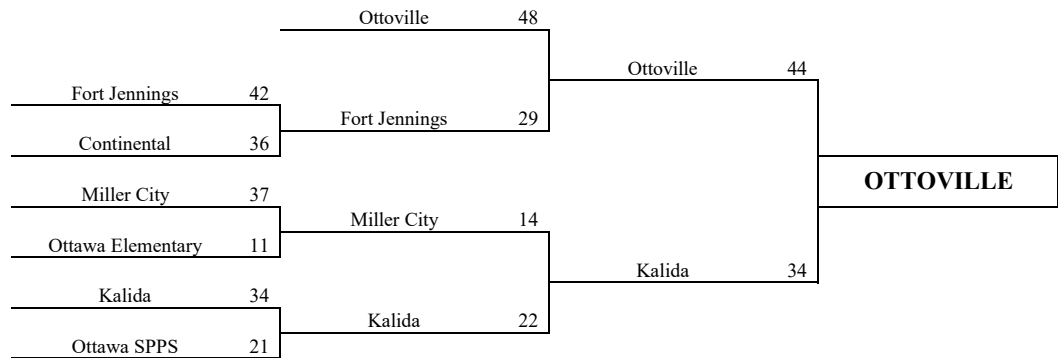 Ottoville 48
Ottoville 44
Fort Jennings 42
Fort Jennings 29
Continental 36
OTTOVILLE
Miller City 37
Miller City 14
Ottawa Elementary 11
Kalida 34
Kalida 34
Kalida 22
Ottawa SPPS 21